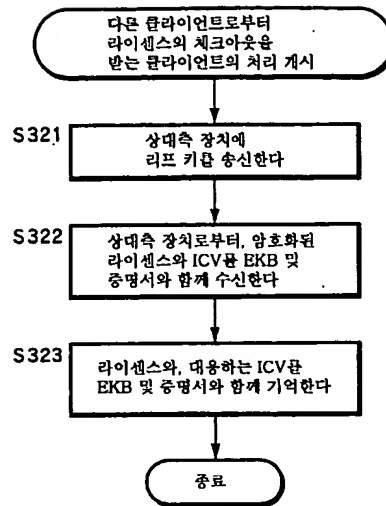 다른 클라이언트로부터
라이센스의 체크아웃을
받는 클라이언트의 처리 개시
S321
상대측 장치에
리프 키를 송신한다
S322
상대측 장치로부터, 암호화된
라이센스와 ICV를 EKB 및
증명서와 함께 수신한다
S323
라이센스와, 대응하는 ICV를
EKB 및 증명서와 함께 기억한다
종료